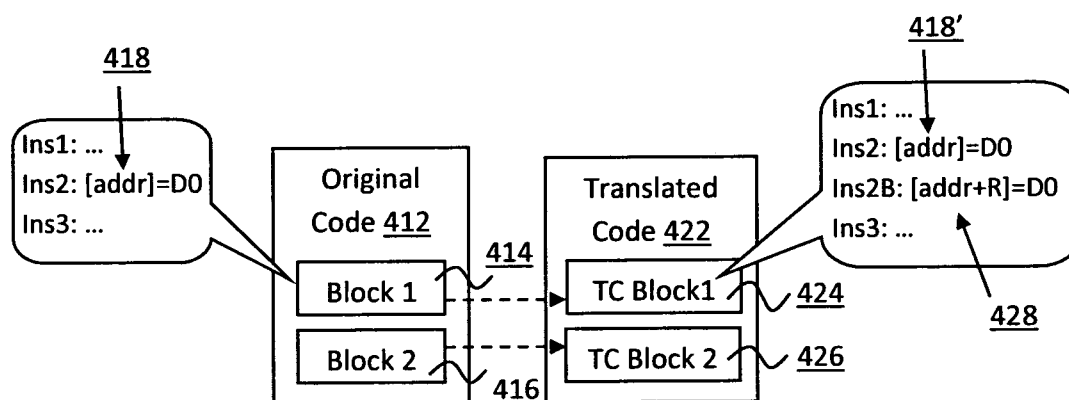 418
Ins1: ...
Ins2: [addr]=D0
Ins3: ...
Original
Code 412
414
Block 1
Block 2
416
Translated
Code 422
TC Block1
424
TC Block 2
426
418'
Ins1: ...
Ins2: [addr]=D0
Ins2B: [addr+R]=D0
Ins3: ...
428